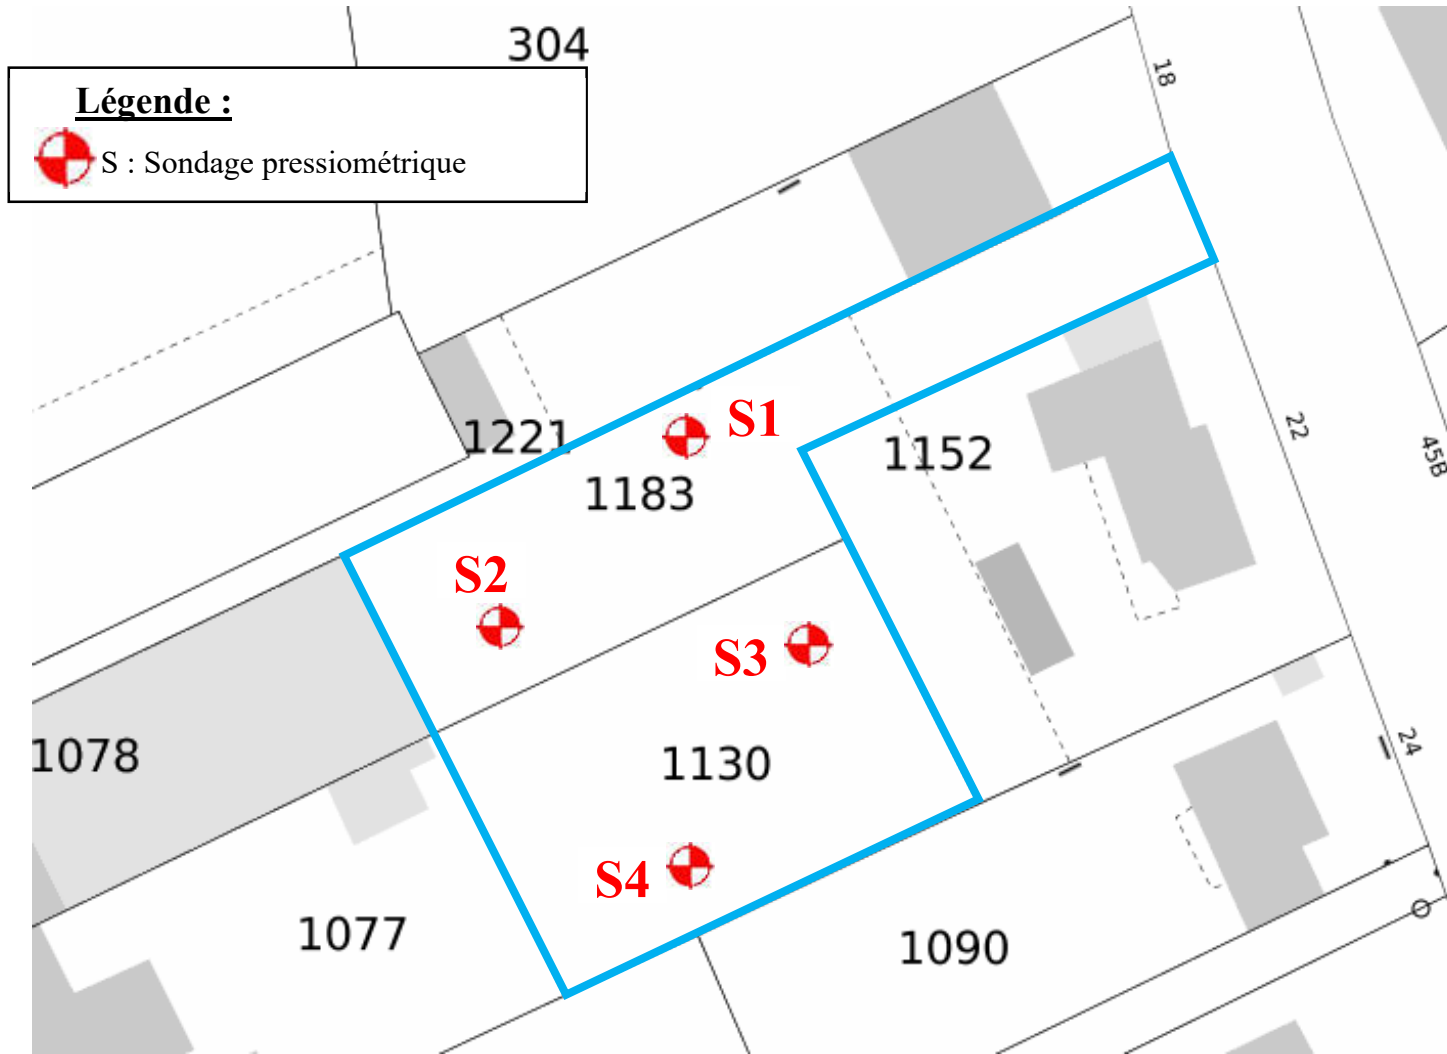 304
18
Légende :
S : Sondage pressiométrique
S1
1221
1152
22
45B
1183
S2
S3
1078
1130
24
S4
1077
1090